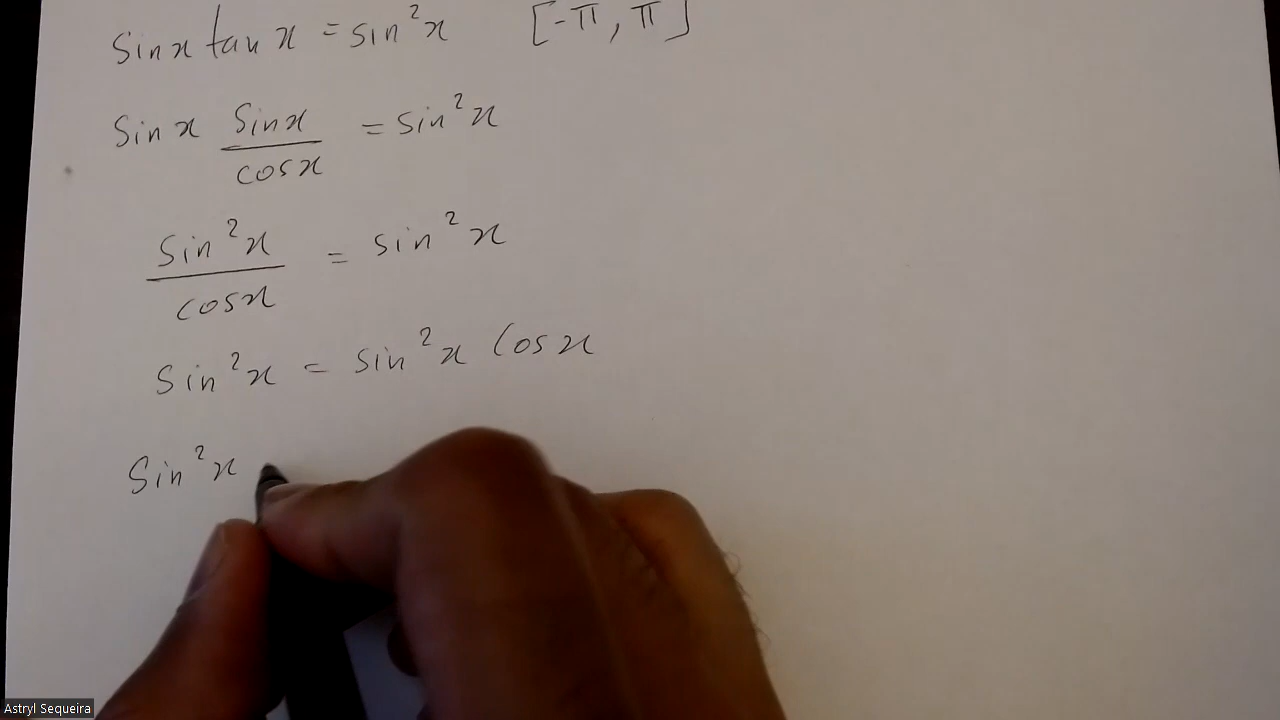 sin x tan x = sin²x [-π, π]
sin x sin x / cos x = sin²x
sin²x / cos x = sin²x
sin²x = sin²x cos x
sin²x
Astryl Sequeira